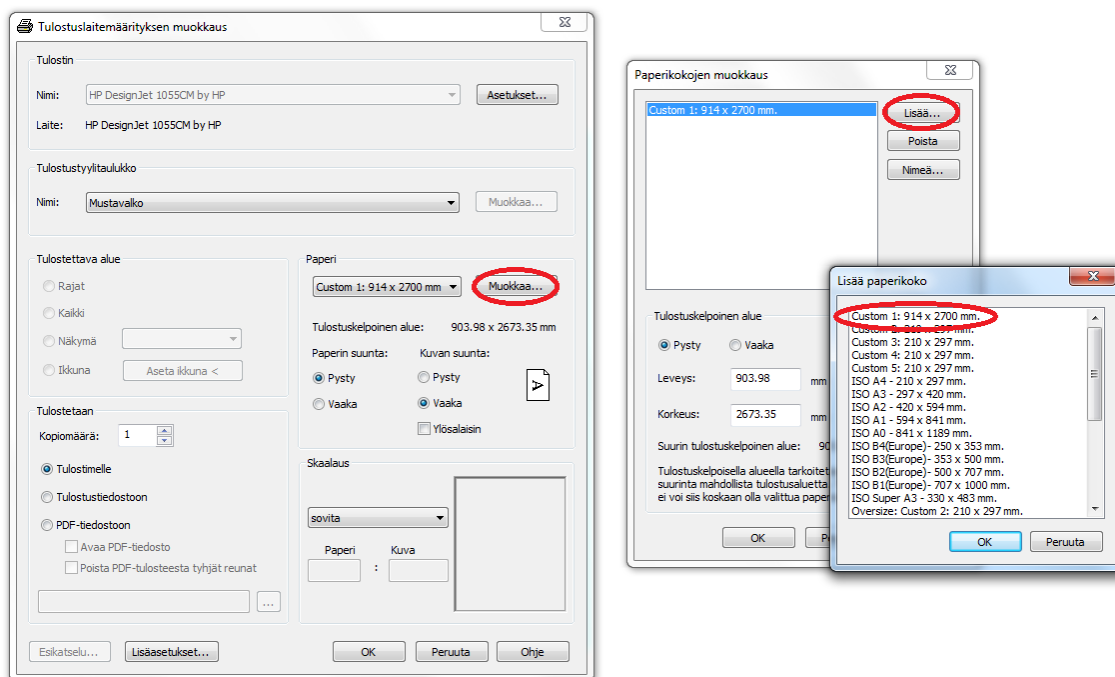 Tulostuslaitemäärityksen muokkaus
Tulostin
Nimi: HP DesignJet 1055CM by HP Asetukset...
Laite: HP DesignJet 1055CM by HP
Tulostustyylitaulukko
Nimi: Mustavalko Muokkaa...
Tulostettava alue
Rajat
Kaikki
Näkymä
Ikkuna Aseta ikkuna <
Paperi
Custom 1: 914 x 2700 mm Muokkaa...
Tulostuskelpoinen alue: 903.98 x 2673.35 mm
Paperin suunta: Kuvan suunta:
Pysty Pysty
Vaaka Vaaka
Ylösalaisin
A
Tulostetaan
Kopiomäärä: 1
Tulostimelle
Tulostustiedostoon
PDF-tiedostoon
Avaa PDF-tiedosto
Poista PDF-tulosteesta tyhjät reunat
...
Skaalaus
sovita
Paperi Kuva
:
Esikatselu... Lisäasetukset... OK Peruuta Ohje
Paperikokojen muokkaus
Custom 1: 914 x 2700 mm. Lisää...
Poista
Nimeä...
Tulostuskelpoinen alue
Pysty Vaaka
Leveys: 903.98 mm
Korkeus: 2673.35 mm
Suurin tulostuskelpoinen alue: 90
Tulostuskelpoisella alueella tarkoitet
suurinta mahdollista tulostusaluetta
ei voi siis koskaan olla valittua paper
OK P
Lisää paperikoko
Custom 1: 914 x 2700 mm.
Custom 2: 210 x 297 mm.
Custom 3: 210 x 297 mm.
Custom 4: 210 x 297 mm.
Custom 5: 210 x 297 mm.
ISO A4 - 210 x 297 mm.
ISO A3 - 297 x 420 mm.
ISO A2 - 420 x 594 mm.
ISO A1 - 594 x 841 mm.
ISO A0 - 841 x 1189 mm.
ISO B4(Europe)- 250 x 353 mm.
ISO B3(Europe)- 353 x 500 mm.
ISO B2(Europe)- 500 x 707 mm.
ISO B1(Europe)- 707 x 1000 mm.
ISO Super A3 - 330 x 483 mm.
Oversize: Custom 2: 210 x 297 mm.
OK Peruuta